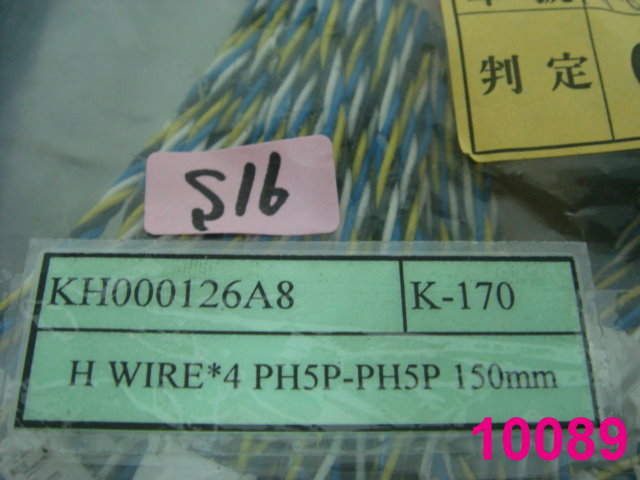 判定
S16
KH000126A8 K-170
H WIRE*4 PH5P-PH5P 150mm
10089